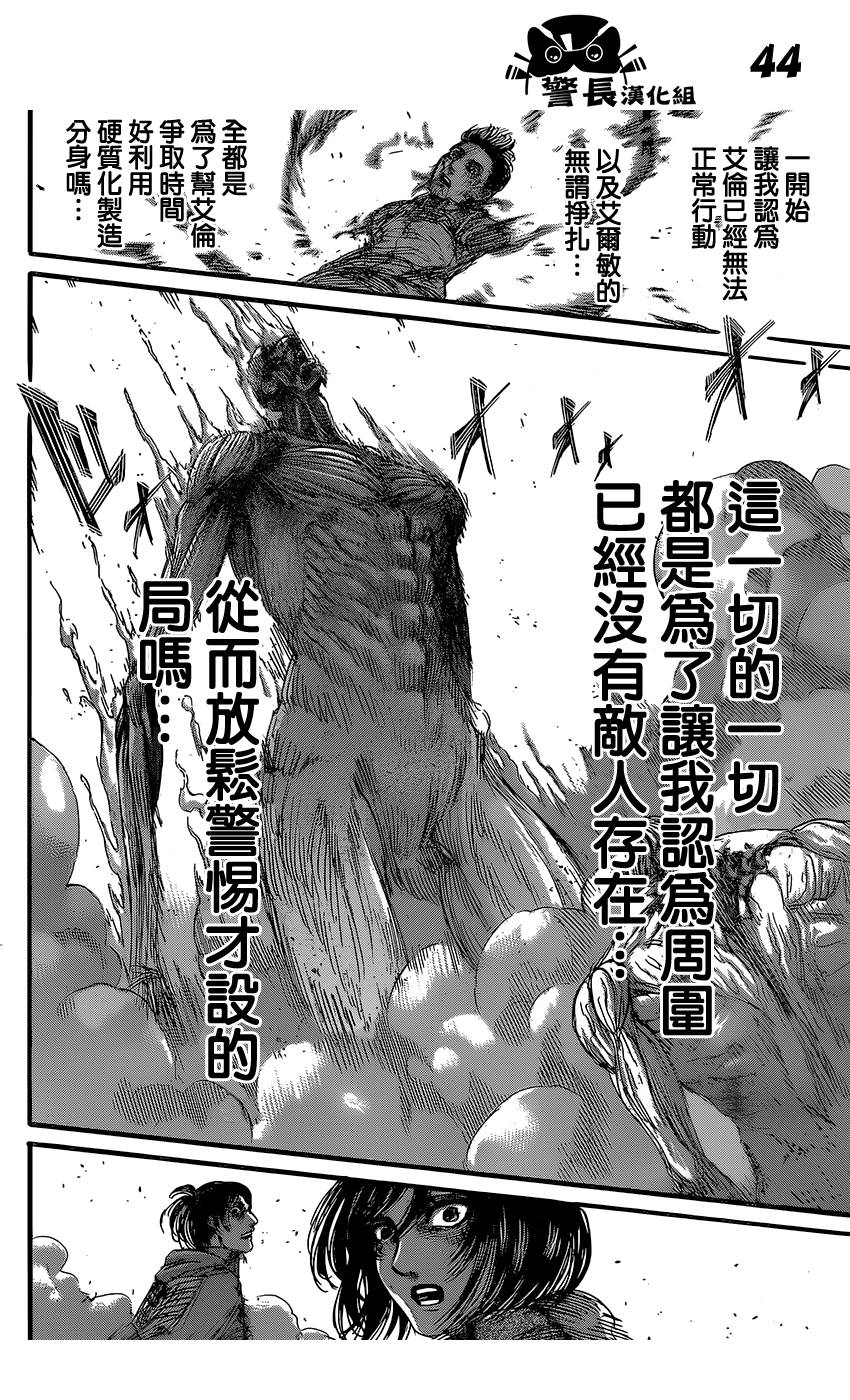 警長漢化組
44
一開始
讓我認為
艾倫已經無法
正常行動
以及艾爾敏的
無謂掙扎…
全都是
為了幫艾倫
爭取時間
好利用
硬質化製造
分身嗎…
這一切的一切
都是為了讓我認為周圍
已經沒有敵人存在…
從而放鬆警惕才設的
局嗎…